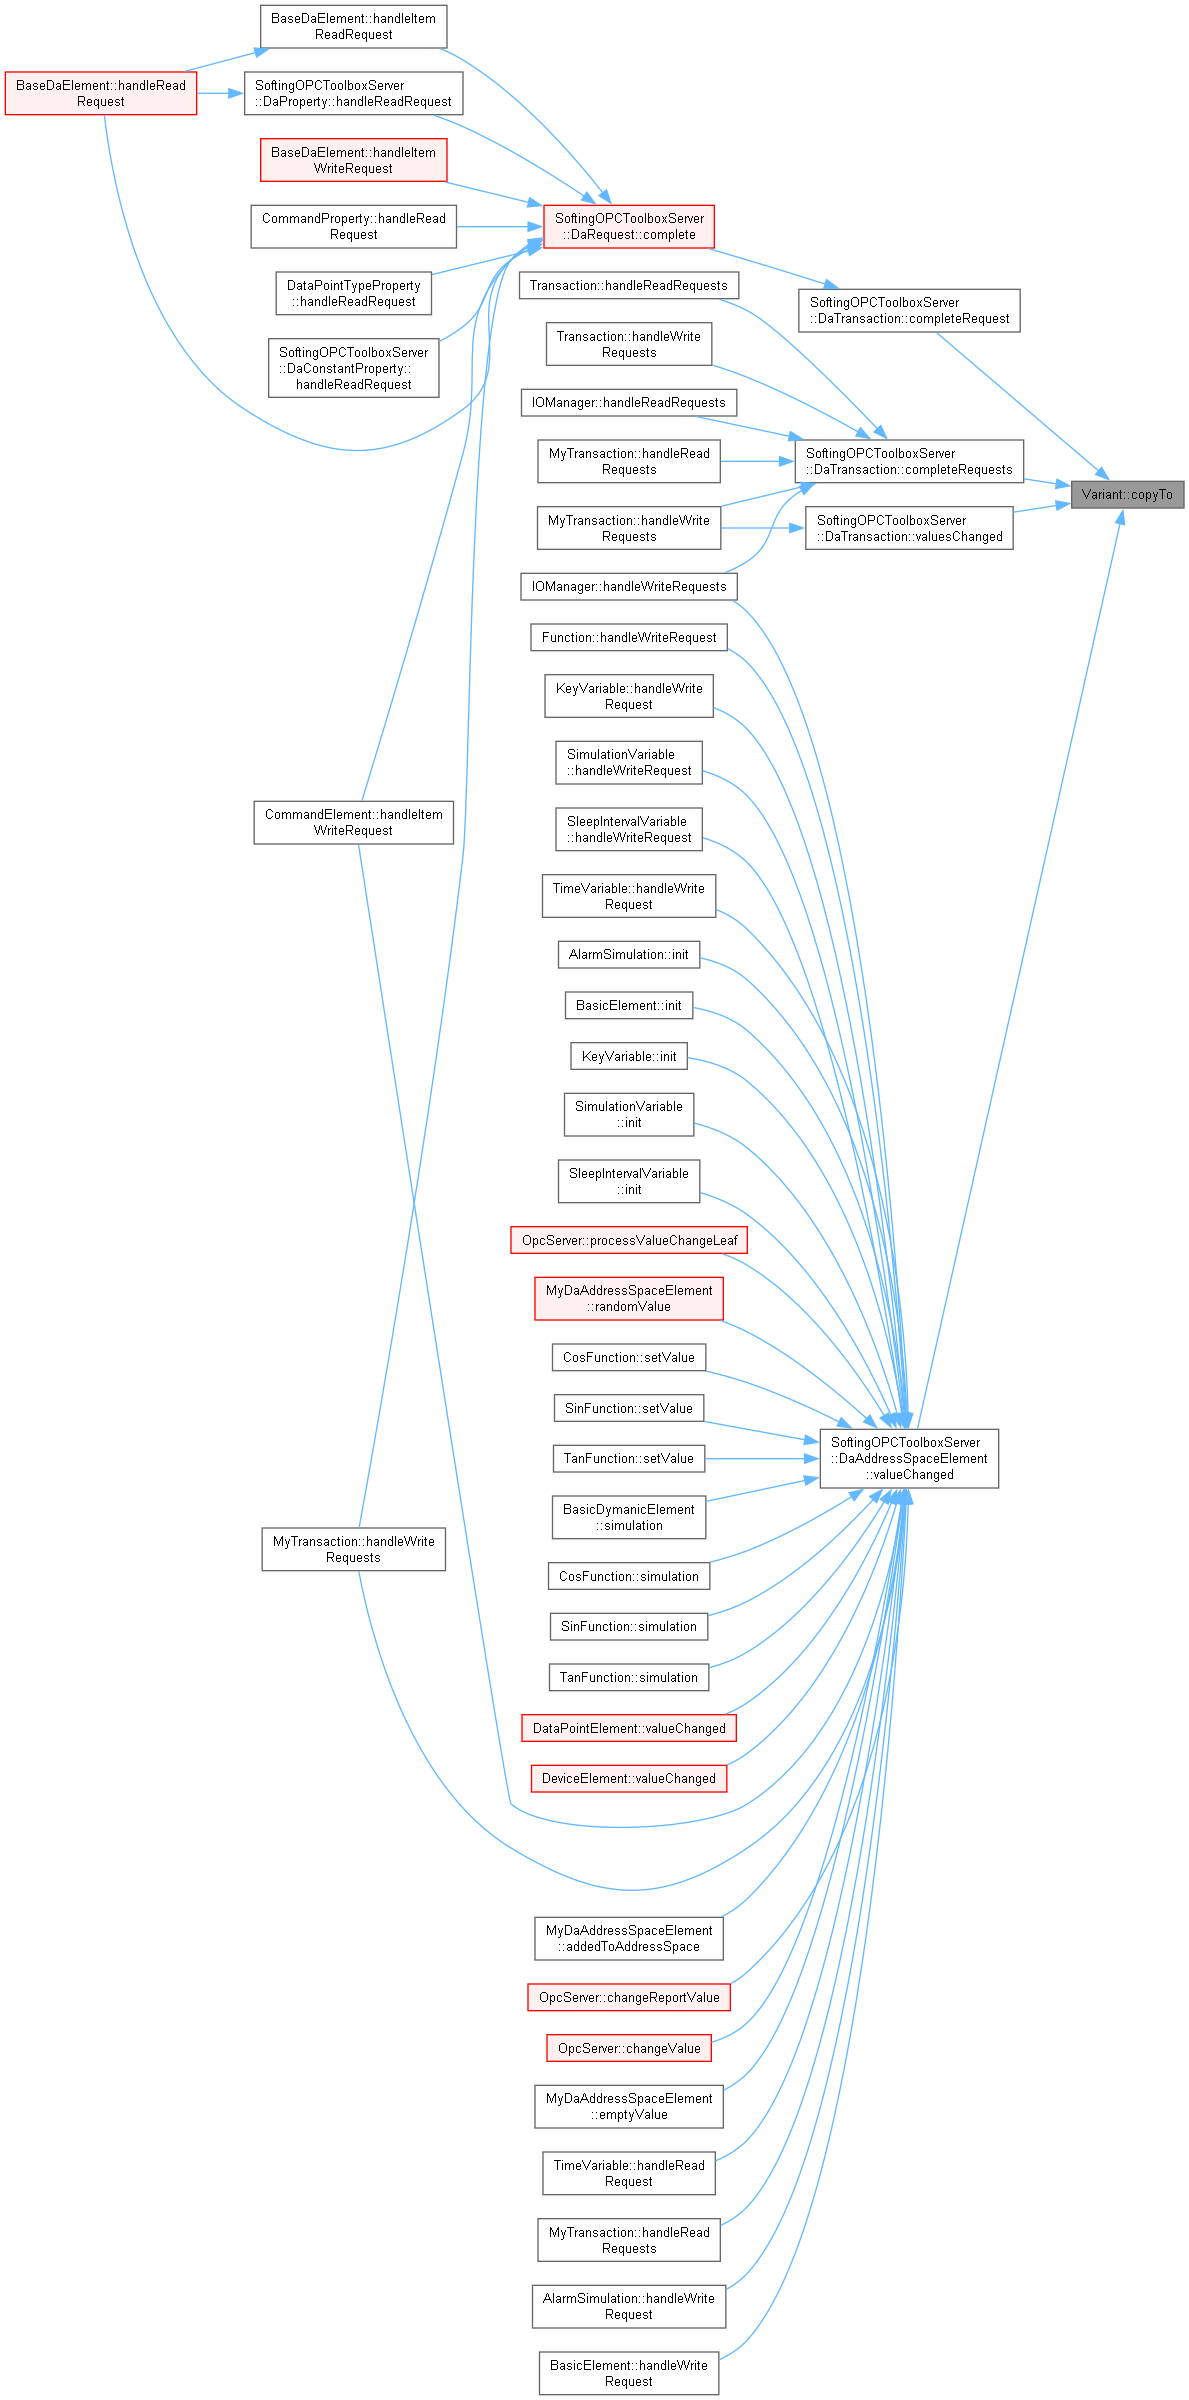 BaseDaElement::handleItem
ReadRequest
BaseDaElement::handleRead
Request
SoftingOPCToolboxServer
::DaProperty::handleReadRequest
BaseDaElement::handleItem
WriteRequest
CommandProperty::handleRead
Request
SoftingOPCToolboxServer
::DaRequest::complete
DataPointTypeProperty
::handleReadRequest
Transaction::handleReadRequests
SoftingOPCToolboxServer
::DaTransaction::completeRequest
Transaction::handleWrite
Requests
SoftingOPCToolboxServer
::DaConstantProperty::
handleReadRequest
IOManager::handleReadRequests
MyTransaction::handleRead
Requests
SoftingOPCToolboxServer
::DaTransaction::completeRequests
Variant::copyTo
MyTransaction::handleWrite
Requests
SoftingOPCToolboxServer
::DaTransaction::valuesChanged
IOManager::handleWriteRequests
Function::handleWriteRequest
KeyVariable::handleWrite
Request
SimulationVariable
::handleWriteRequest
CommandElement::handleItem
WriteRequest
SleepIntervalVariable
::handleWriteRequest
TimeVariable::handleWrite
Request
AlarmSimulation::init
BasicElement::init
KeyVariable::init
SimulationVariable
::init
SleepIntervalVariable
::init
OpcServer::processValueChangeLeaf
MyDaAddressSpaceElement
::randomValue
CosFunction::setValue
SinFunction::setValue
TanFunction::setValue
SoftingOPCToolboxServer
::DaAddressSpaceElement
::valueChanged
BasicDymanicElement
::simulation
MyTransaction::handleWrite
Requests
CosFunction::simulation
SinFunction::simulation
TanFunction::simulation
DataPointElement::valueChanged
DeviceElement::valueChanged
MyDaAddressSpaceElement
::addedToAddressSpace
OpcServer::changeReportValue
OpcServer::changeValue
MyDaAddressSpaceElement
::emptyValue
TimeVariable::handleRead
Request
MyTransaction::handleRead
Requests
AlarmSimulation::handleWrite
Request
BasicElement::handleWrite
Request